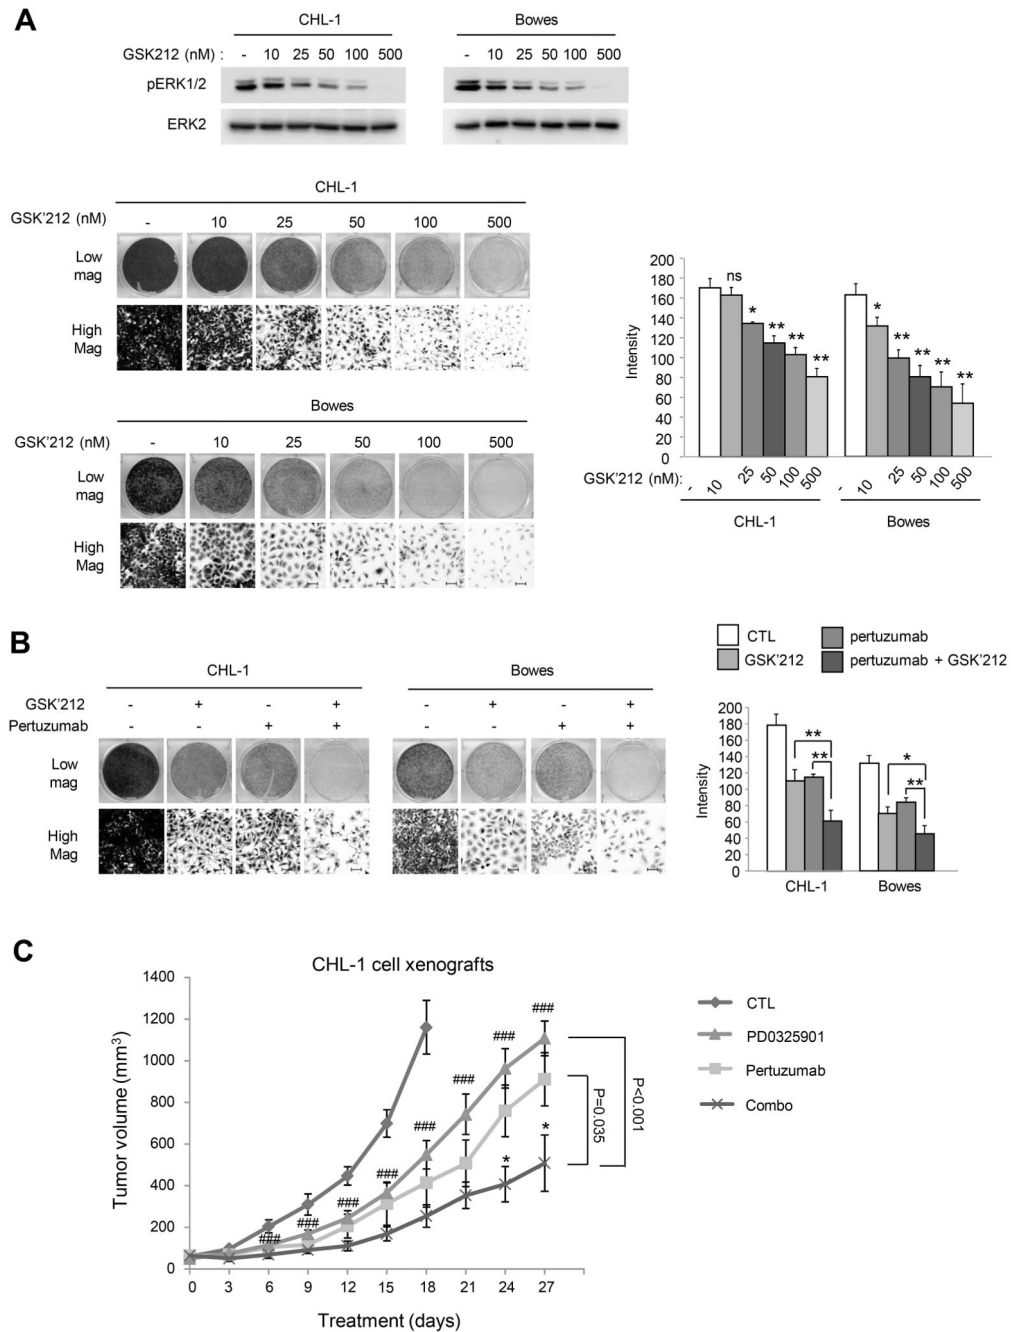 A
CHL-1
Bowes
GSK212 (nM) : - 10 25 50 100 500 - 10 25 50 100 500
pERK1/2
ERK2
CHL-1
GSK'212 (nM) - 10 25 50 100 500
Low
mag
High
Mag
Bowes
GSK'212 (nM) - 10 25 50 100 500
Low
mag
High
Mag
200
180
160
140
120
100
80
60
40
20
0
Intensity
ns
*
**
**
**
*
**
**
**
**
GSK'212 (nM): - 10 25 50 100 500 - 10 25 50 100 500
CHL-1
Bowes
B
CHL-1
Bowes
GSK'212 - + - + - + - +
Pertuzumab - - + + - - + +
Low
mag
High
Mag
CTL
pertuzumab
GSK'212
pertuzumab + GSK'212
200
180
160
140
120
100
80
60
40
20
0
Intensity
**
**
*
**
CHL-1
Bowes
C
CHL-1 cell xenografts
1400
1200
1000
800
600
400
200
0
Tumor volume (mm³)
###
###
###
###
###
###
###
###
*
*
P=0.035
P<0.001
0 3 6 9 12 15 18 21 24 27
Treatment (days)
CTL
PD0325901
Pertuzumab
Combo